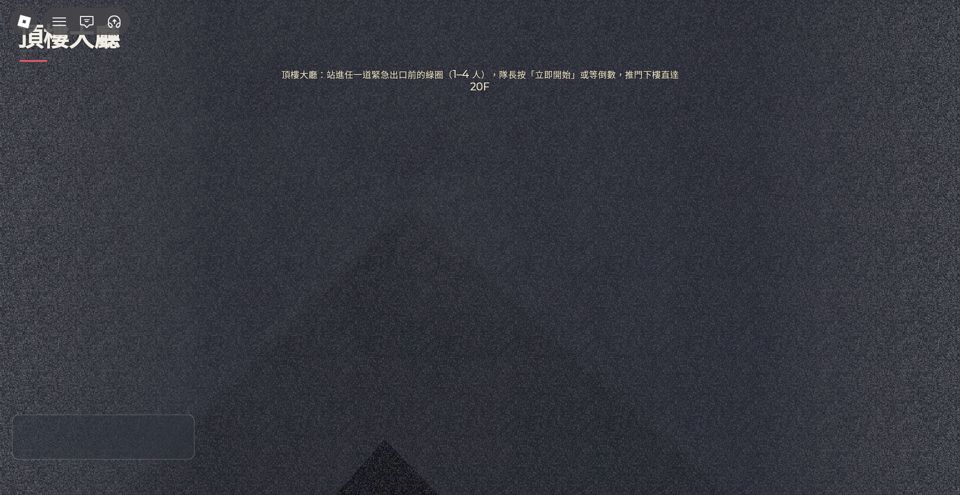 頂樓大廳
頂樓大廳：站進任一道緊急出口前的綠圈（1–4 人），隊長按「立即開始」或等倒數，推門下樓直達
20F